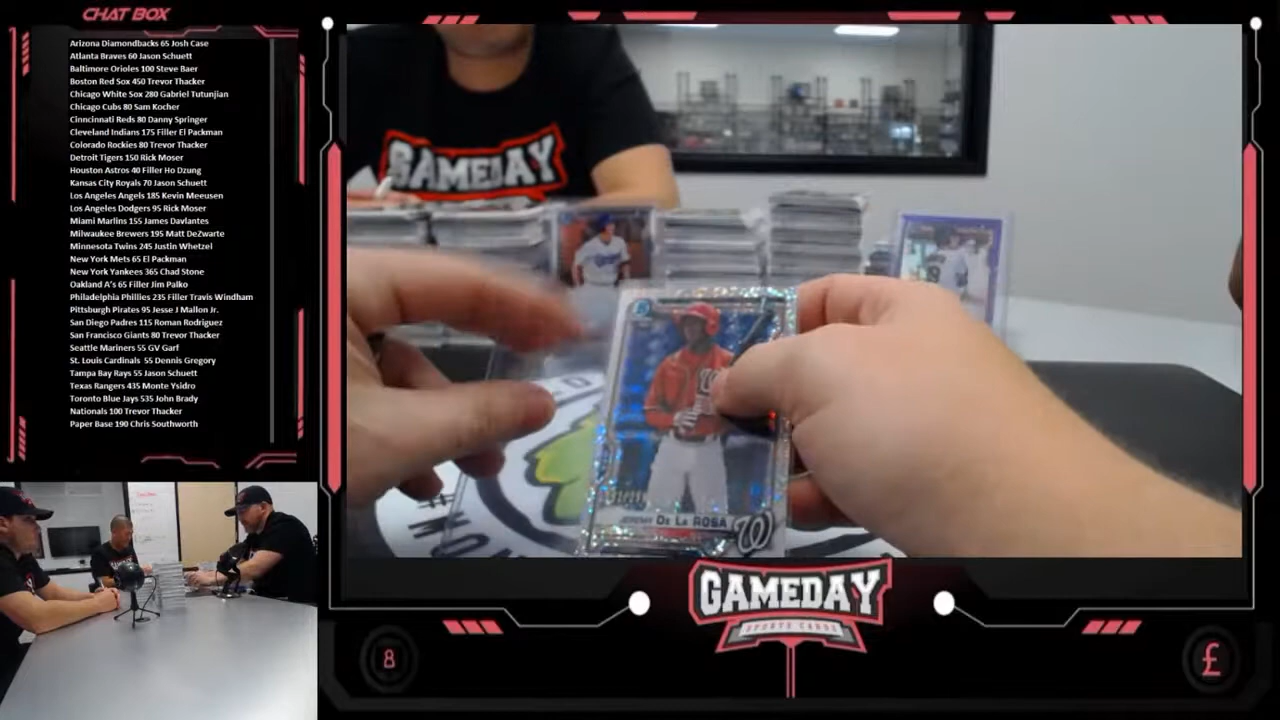 CHAT BOX
Arizona Diamondbacks 65 Josh Case
Atlanta Braves 60 Jason Schuett
Baltimore Orioles 100 Steve Baer
Boston Red Sox 450 Trevor Thacker
Chicago White Sox 280 Gabriel Tutunjian
Chicago Cubs 80 Sam Kocher
Cinncinnati Reds 80 Danny Springer
Cleveland Indians 175 Filler El Packman
Colorado Rockies 80 Trevor Thacker
Detroit Tigers 150 Rick Moser
Houston Astros 40 Filler Ho Dzung
Kansas City Royals 70 Jason Schuett
Los Angeles Angels 185 Kevin Meeusen
Los Angeles Dodgers 95 Rick Moser
Miami Marlins 155 James Davlantes
Milwaukee Brewers 195 Matt DeZwarte
Minnesota Twins 245 Justin Whetzel
New York Mets 65 El Packman
New York Yankees 365 Chad Stone
Oakland A's 65 Filler Jim Palko
Philadelphia Phillies 235 Filler Travis Windham
Pittsburgh Pirates 95 Jesse J Mallon Jr.
San Diego Padres 115 Roman Rodriguez
San Francisco Giants 80 Trevor Thacker
Seattle Mariners 55 GV Garf
St. Louis Cardinals 55 Dennis Gregory
Tampa Bay Rays 55 Jason Schuett
Texas Rangers 435 Monte Ysidro
Toronto Blue Jays 535 John Brady
Nationals 100 Trevor Thacker
Paper Base 190 Chris Southworth
GAMEDAY
JEREMY DE LA ROSA
W
GAMEDAY
SPORTS CARDS
8
£